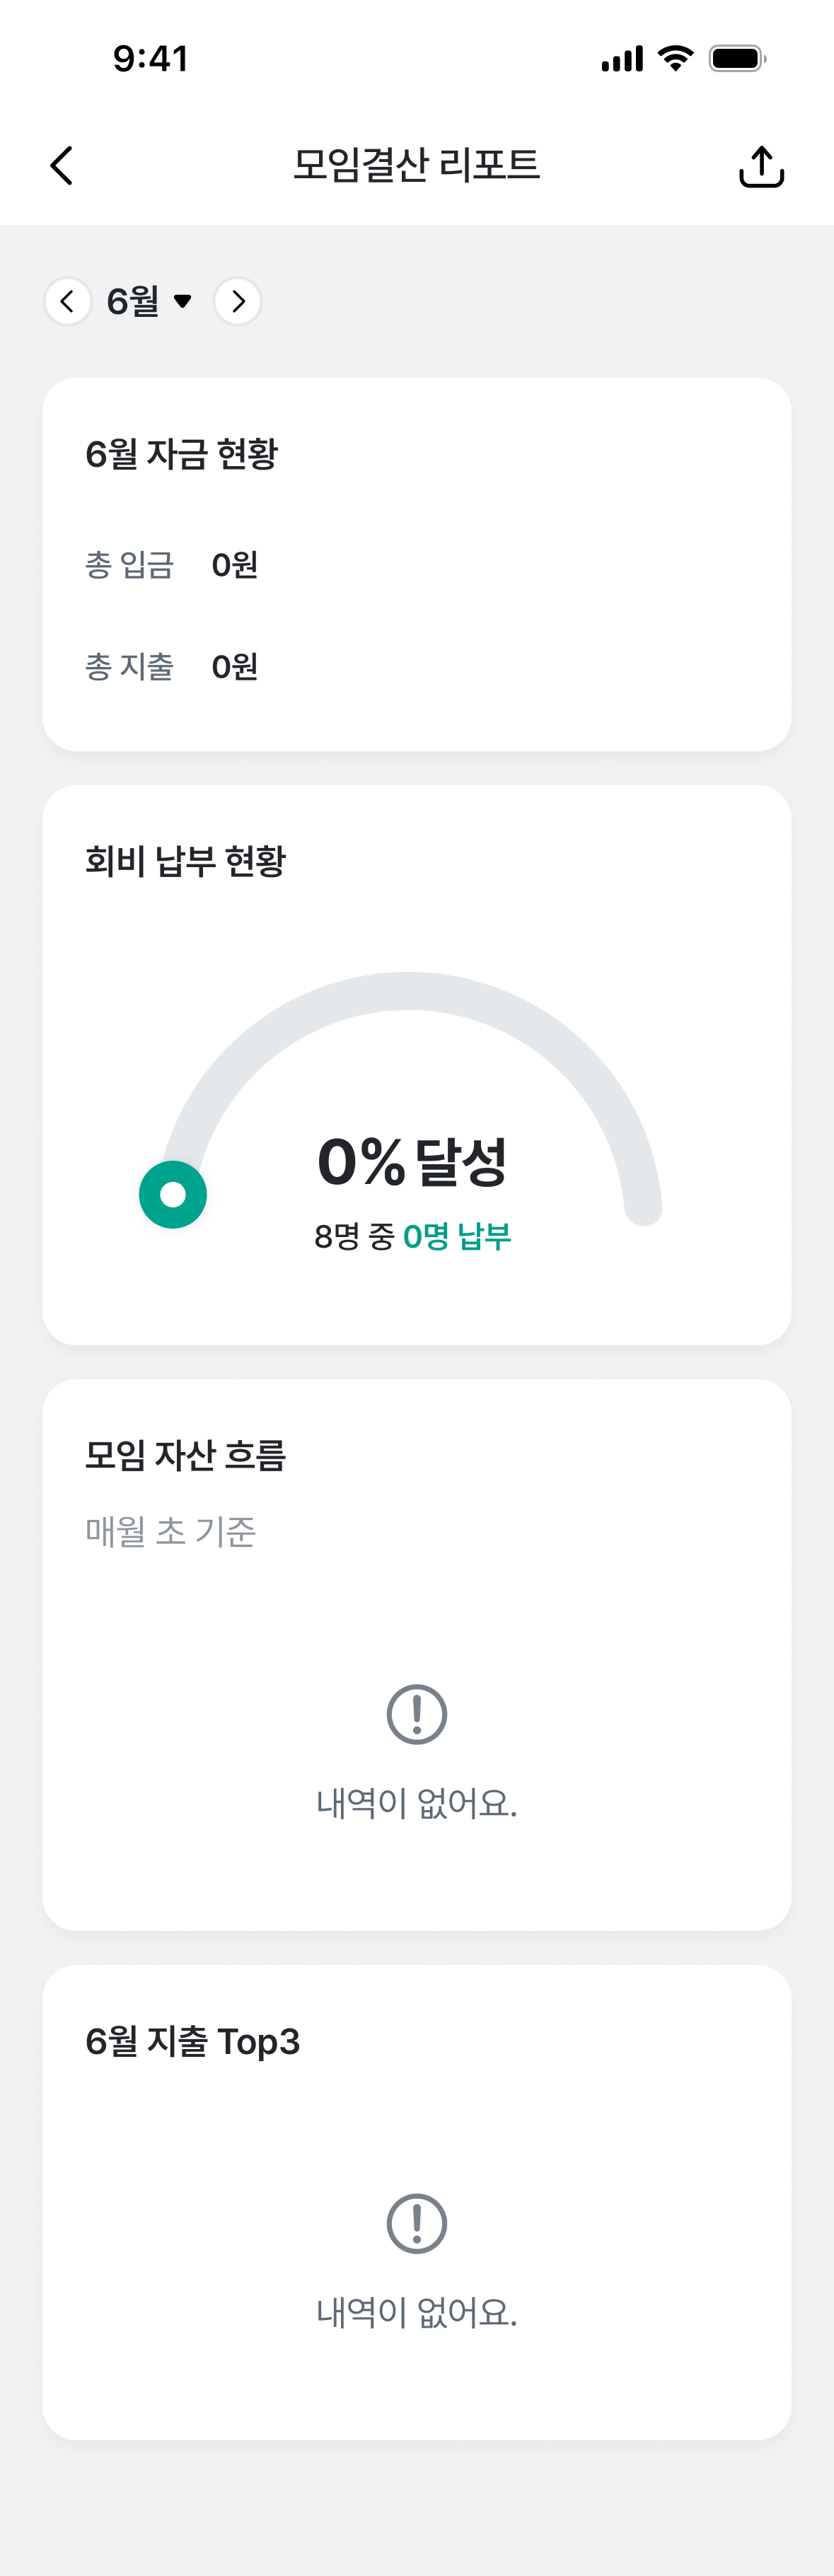 9:41
모임결산 리포트
6월
6월 자금 현황
총 입금 0원
총 지출 0원
회비 납부 현황
0% 달성
8명 중 0명 납부
모임 자산 흐름
매월 초 기준
내역이 없어요.
6월 지출 Top3
내역이 없어요.